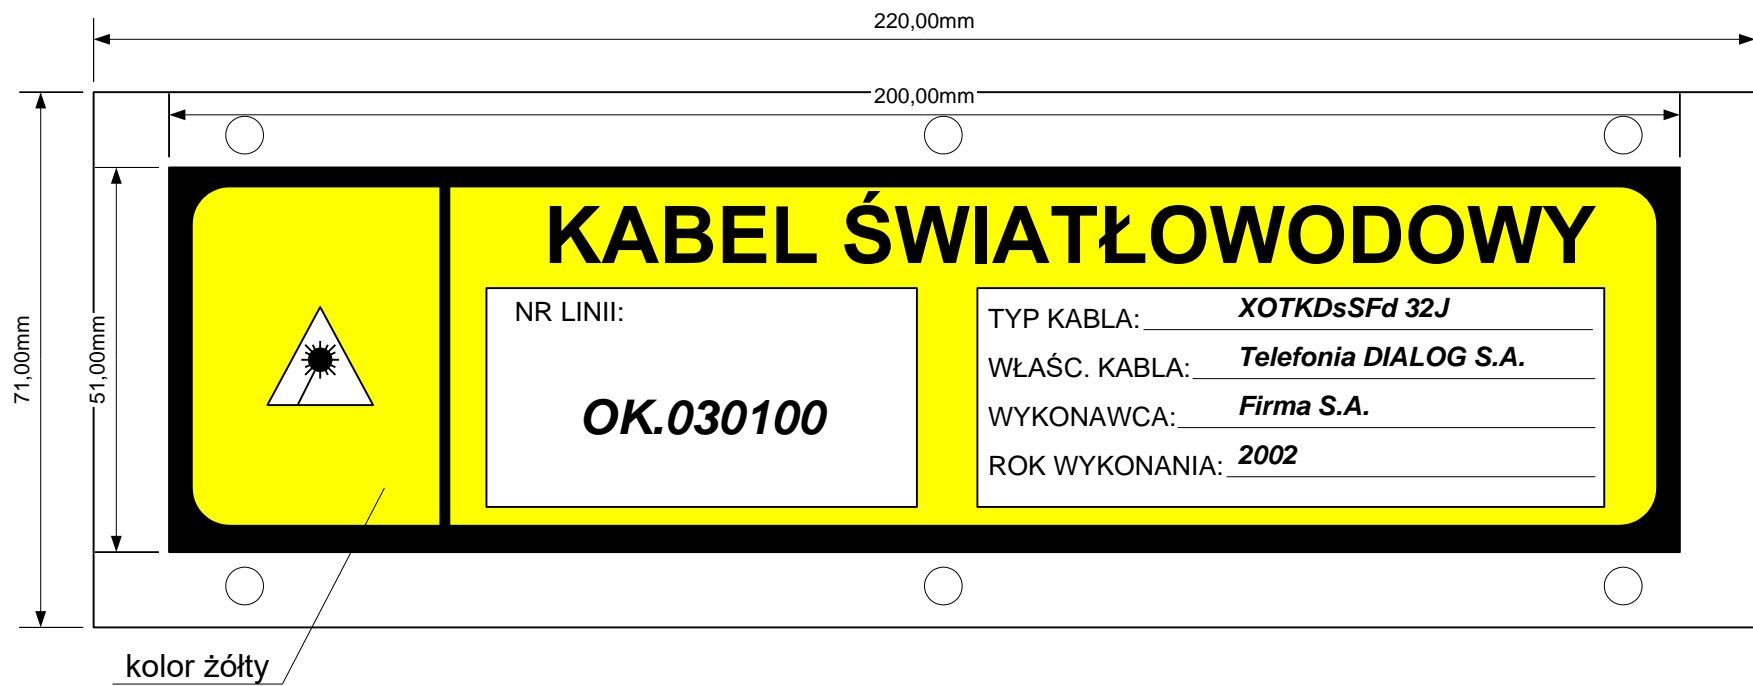 220,00mm
200,00mm
71,00mm
51,00mm
KABEL ŚWIATŁOWODOWY
NR LINII:
OK.030100
TYP KABLA: XOTKDsSFd 32J
WŁAŚC. KABLA: Telefonia DIALOG S.A.
WYKONAWCA: Firma S.A.
ROK WYKONANIA: 2002
kolor żółty